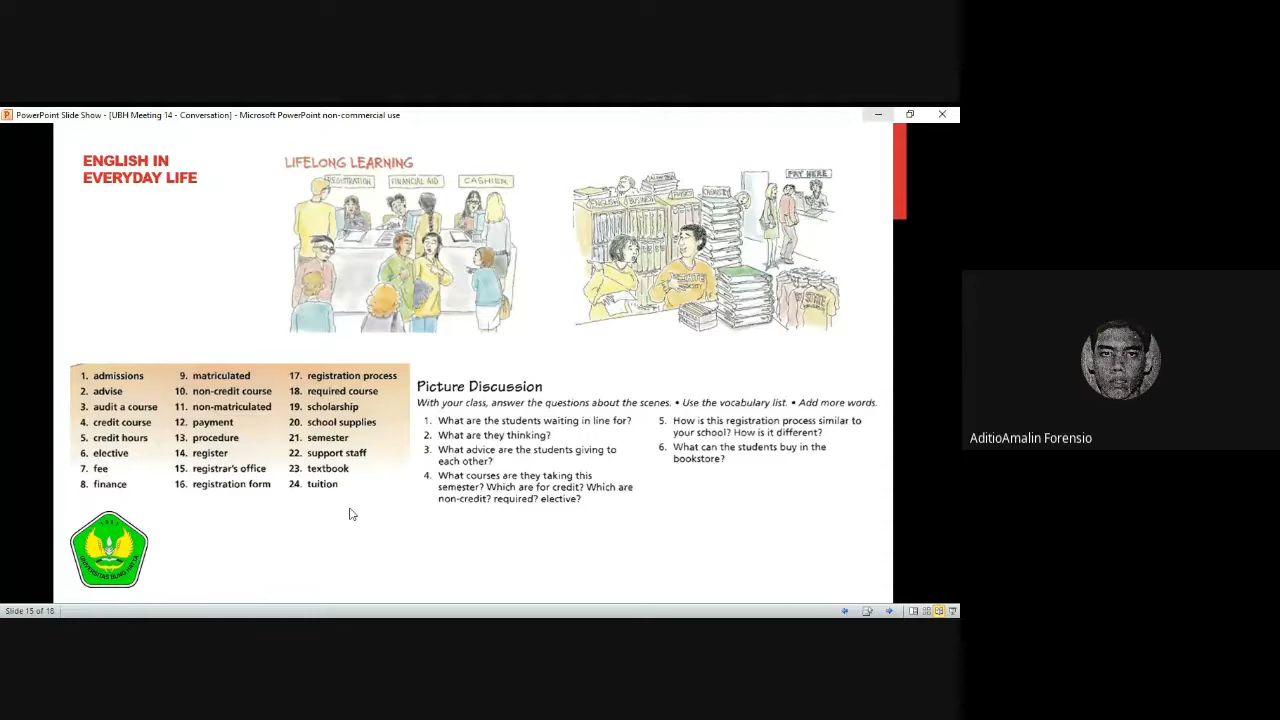 PowerPoint Slide Show - [UBH Meeting 14 - Conversation] - Microsoft PowerPoint non-commercial use
ENGLISH IN
EVERYDAY LIFE
LIFELONG LEARNING
REGISTRATION
FINANCIAL AID
CASHIER
PAY HERE
ENGLISH
CHEMISTRY
STATE
1. admissions
2. advise
3. audit a course
4. credit course
5. credit hours
6. elective
7. fee
8. finance
9. matriculated
10. non-credit course
11. non-matriculated
12. payment
13. procedure
14. register
15. registrar's office
16. registration form
17. registration process
18. required course
19. scholarship
20. school supplies
21. semester
22. support staff
23. textbook
24. tuition
Picture Discussion
With your class, answer the questions about the scenes. • Use the vocabulary list. • Add more words.
1. What are the students waiting in line for?
2. What are they thinking?
3. What advice are the students giving to
each other?
4. What courses are they taking this
semester? Which are for credit? Which are
non-credit? required? elective?
5. How is this registration process similar to
your school? How is it different?
6. What can the students buy in the
bookstore?
1981
UNIVERSITAS BUNG HATTA
AditioAmalin Forensio
Slide 15 of 18